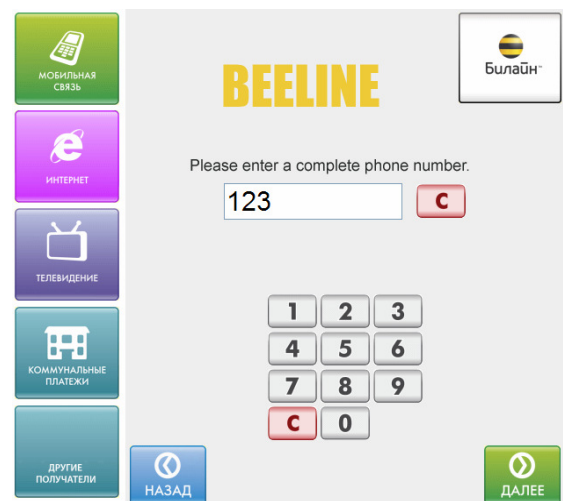 МОБИЛЬНАЯ
СВЯЗЬ
ИНТЕРНЕТ
ТЕЛЕВИДЕНИЕ
КОММУНАЛЬНЫЕ
ПЛАТЕЖИ
ДРУГИЕ
ПОЛУЧАТЕЛИ
BEELINE
Билайн
Please enter a complete phone number.
123 C
1 2 3
4 5 6
7 8 9
C 0
НАЗАД
ДАЛЕЕ